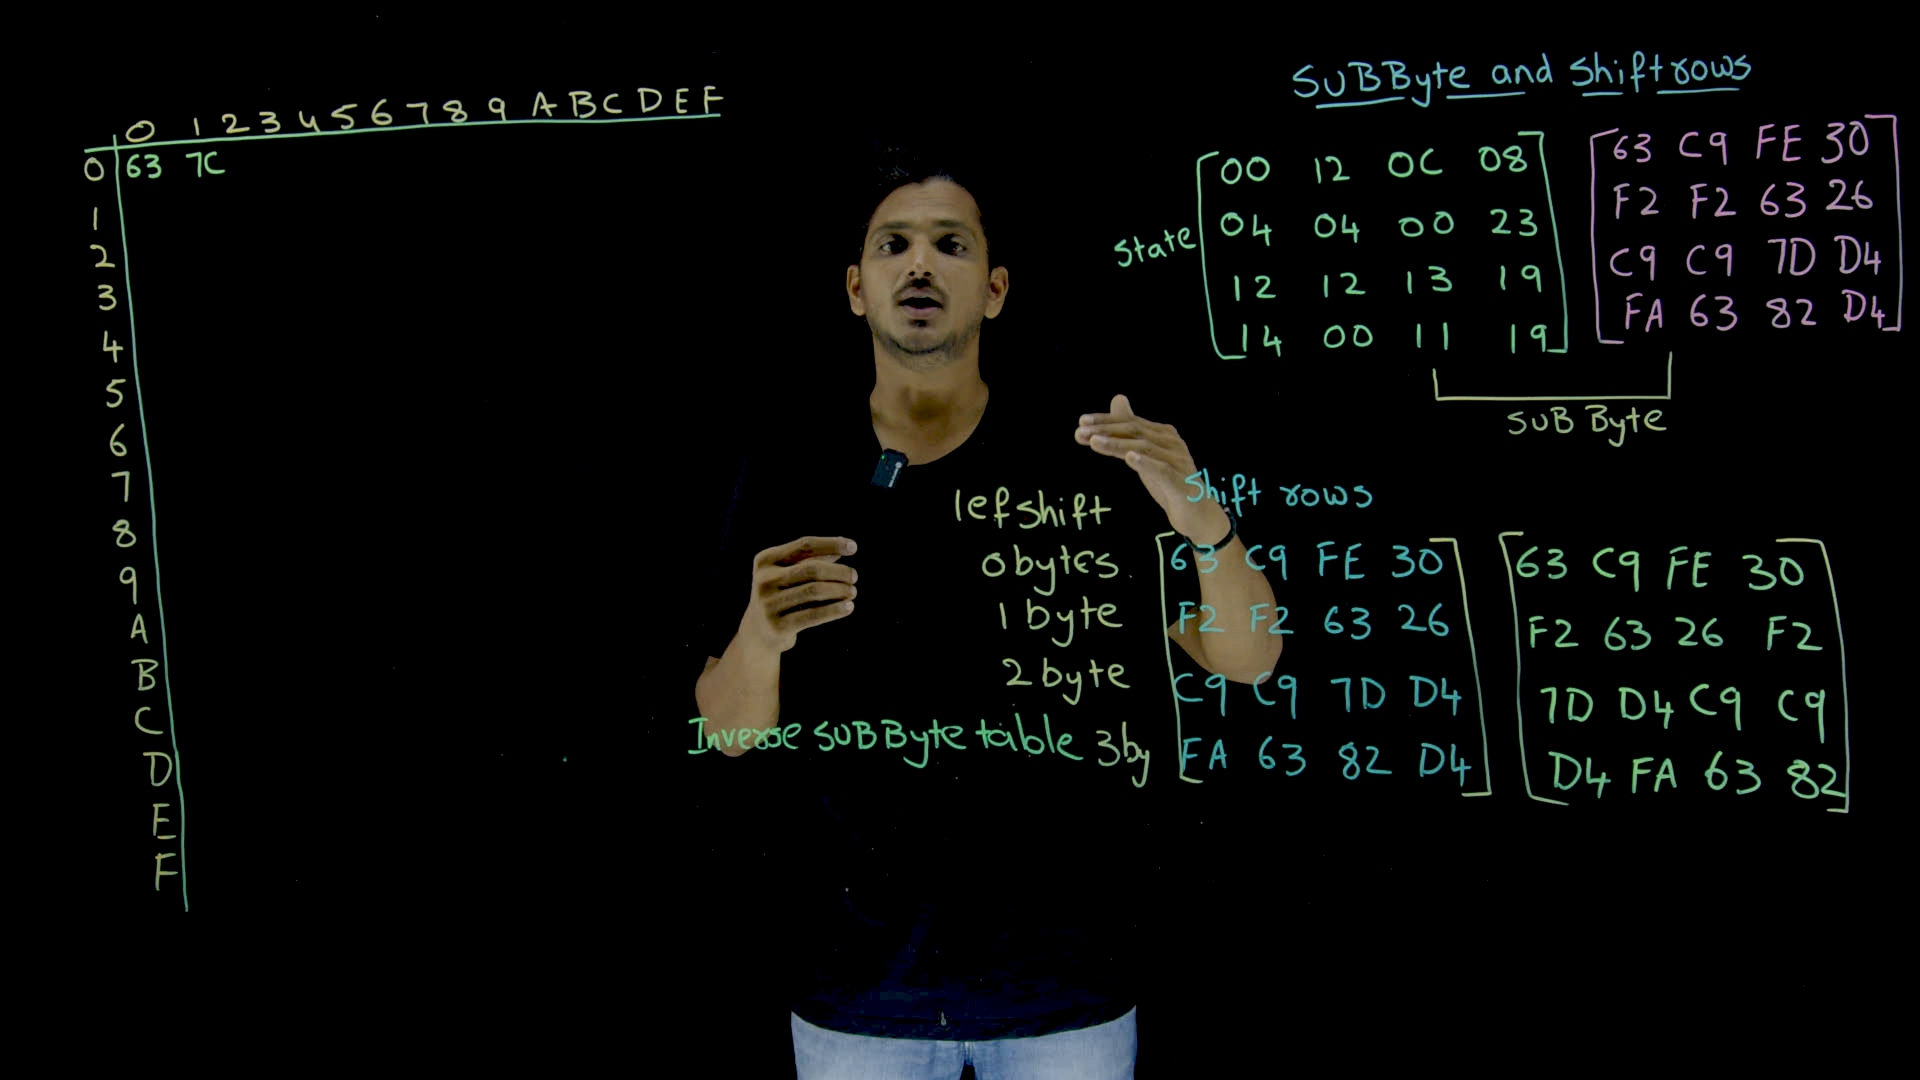 0 1 2 3 4 5 6 7 8 9 A B C D E F
0 63 7C
1
2
3
4
5
6
7
8
9
A
B
C
D
E
F
SUBByte and Shiftrows
State
00 12 0C 08
04 04 00 23
12 12 13 19
14 00 11 19
63 C9 FE 30
F2 F2 63 26
C9 C9 7D D4
FA 63 82 D4
SUB Byte
Shift rows
lefshift
0bytes.
1 byte
2 byte
Inverse SUBByte table 3by
63 C9 FE 30
F2 F2 63 26
C9 C9 7D D4
FA 63 82 D4
63 C9 FE 30
F2 63 26 F2
7D D4 C9 C9
D4 FA 63 82